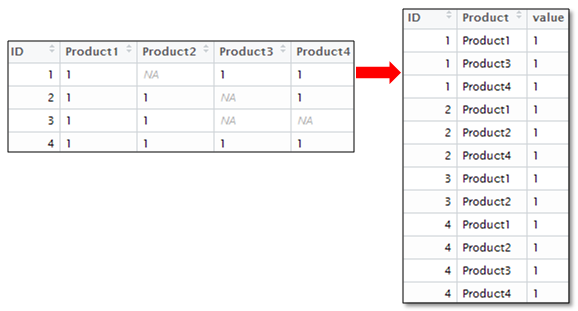 ID Product1 Product2 Product3 Product4
1 1 NA 1 1
2 1 1 NA 1
3 1 1 NA NA
4 1 1 1 1
ID Product value
1 Product1 1
1 Product3 1
1 Product4 1
2 Product1 1
2 Product2 1
2 Product4 1
3 Product1 1
3 Product2 1
4 Product1 1
4 Product2 1
4 Product3 1
4 Product4 1